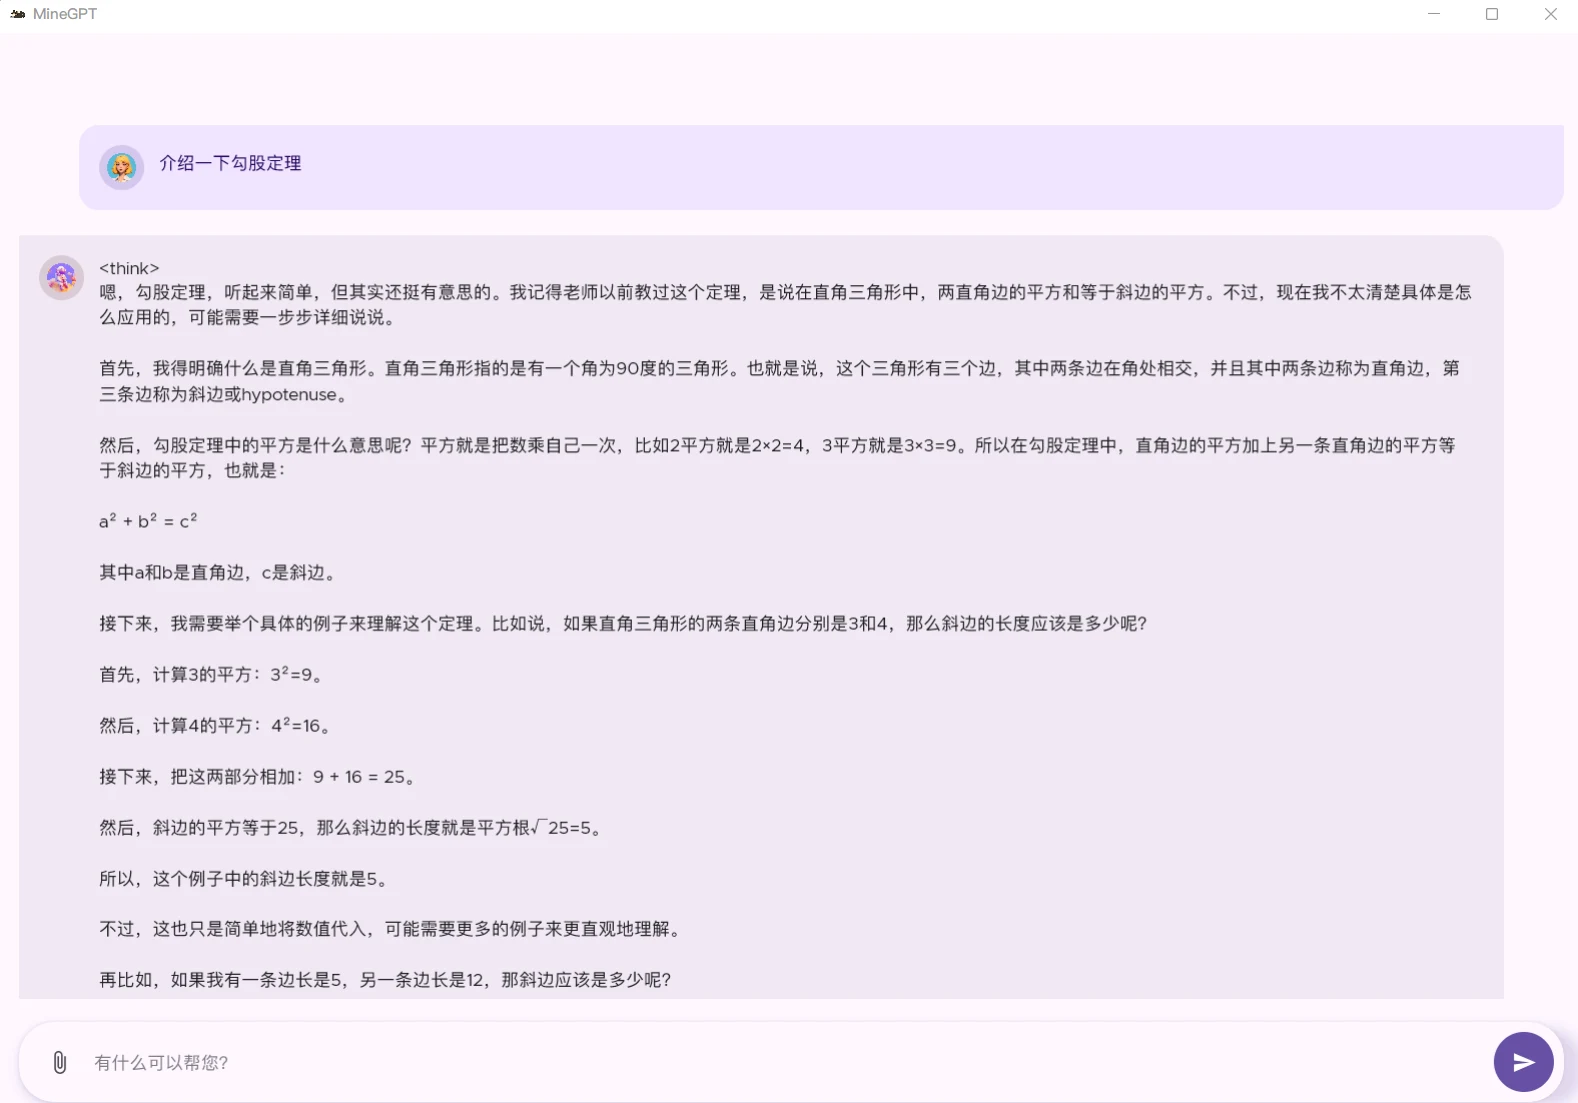 MineGPT
介绍一下勾股定理
<think>
嗯，勾股定理，听起来简单，但其实还挺有意思的。我记得老师以前教过这个定理，是说在直角三角形中，两直角边的平方和等于斜边的平方。不过，现在我不太清楚具体是怎
么应用的，可能需要一步步详细说说。
首先，我得明确什么是直角三角形。直角三角形指的是有一个角为90度的三角形。也就是说，这个三角形有三个边，其中两条边在角处相交，并且其中两条边称为直角边，第
三条边称为斜边或hypotenuse。
然后，勾股定理中的平方是什么意思呢？平方就是把数乘自己一次，比如2平方就是2×2=4，3平方就是3×3=9。所以在勾股定理中，直角边的平方加上另一条直角边的平方等
于斜边的平方，也就是：
a² + b² = c²
其中a和b是直角边，c是斜边。
接下来，我需要举个具体的例子来理解这个定理。比如说，如果直角三角形的两条直角边分别是3和4，那么斜边的长度应该是多少呢？
首先，计算3的平方：3²=9。
然后，计算4的平方：4²=16。
接下来，把这两部分相加：9 + 16 = 25。
然后，斜边的平方等于25，那么斜边的长度就是平方根√25=5。
所以，这个例子中的斜边长度就是5。
不过，这也只是简单地将数值代入，可能需要更多的例子来更直观地理解。
再比如，如果我有一条边长是5，另一条边长是12，那斜边应该是多少呢？
有什么可以帮您?